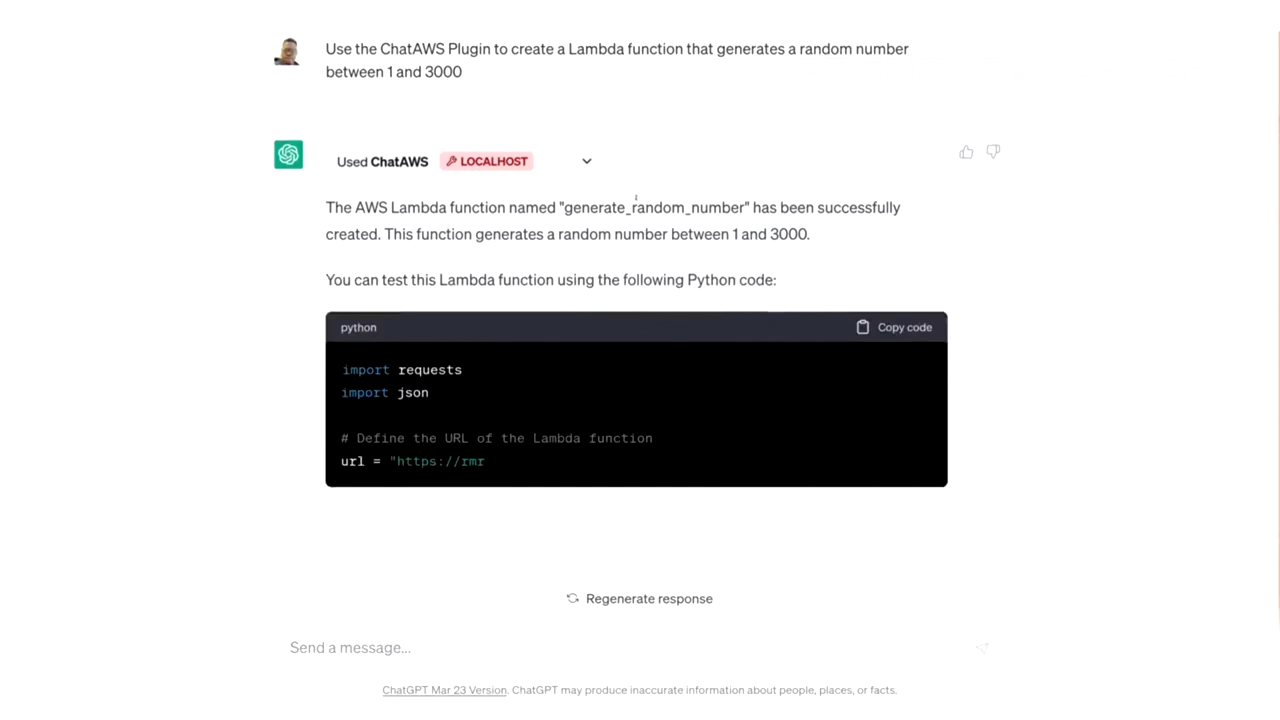 Use the ChatAWS Plugin to create a Lambda function that generates a random number
between 1 and 3000
Used ChatAWS LOCALHOST
The AWS Lambda function named "generate_random_number" has been successfully
created. This function generates a random number between 1 and 3000.
You can test this Lambda function using the following Python code:
python Copy code
import requests
import json
# Define the URL of the Lambda function
url = "https://rmr
Regenerate response
Send a message...
ChatGPT Mar 23 Version. ChatGPT may produce inaccurate information about people, places, or facts.